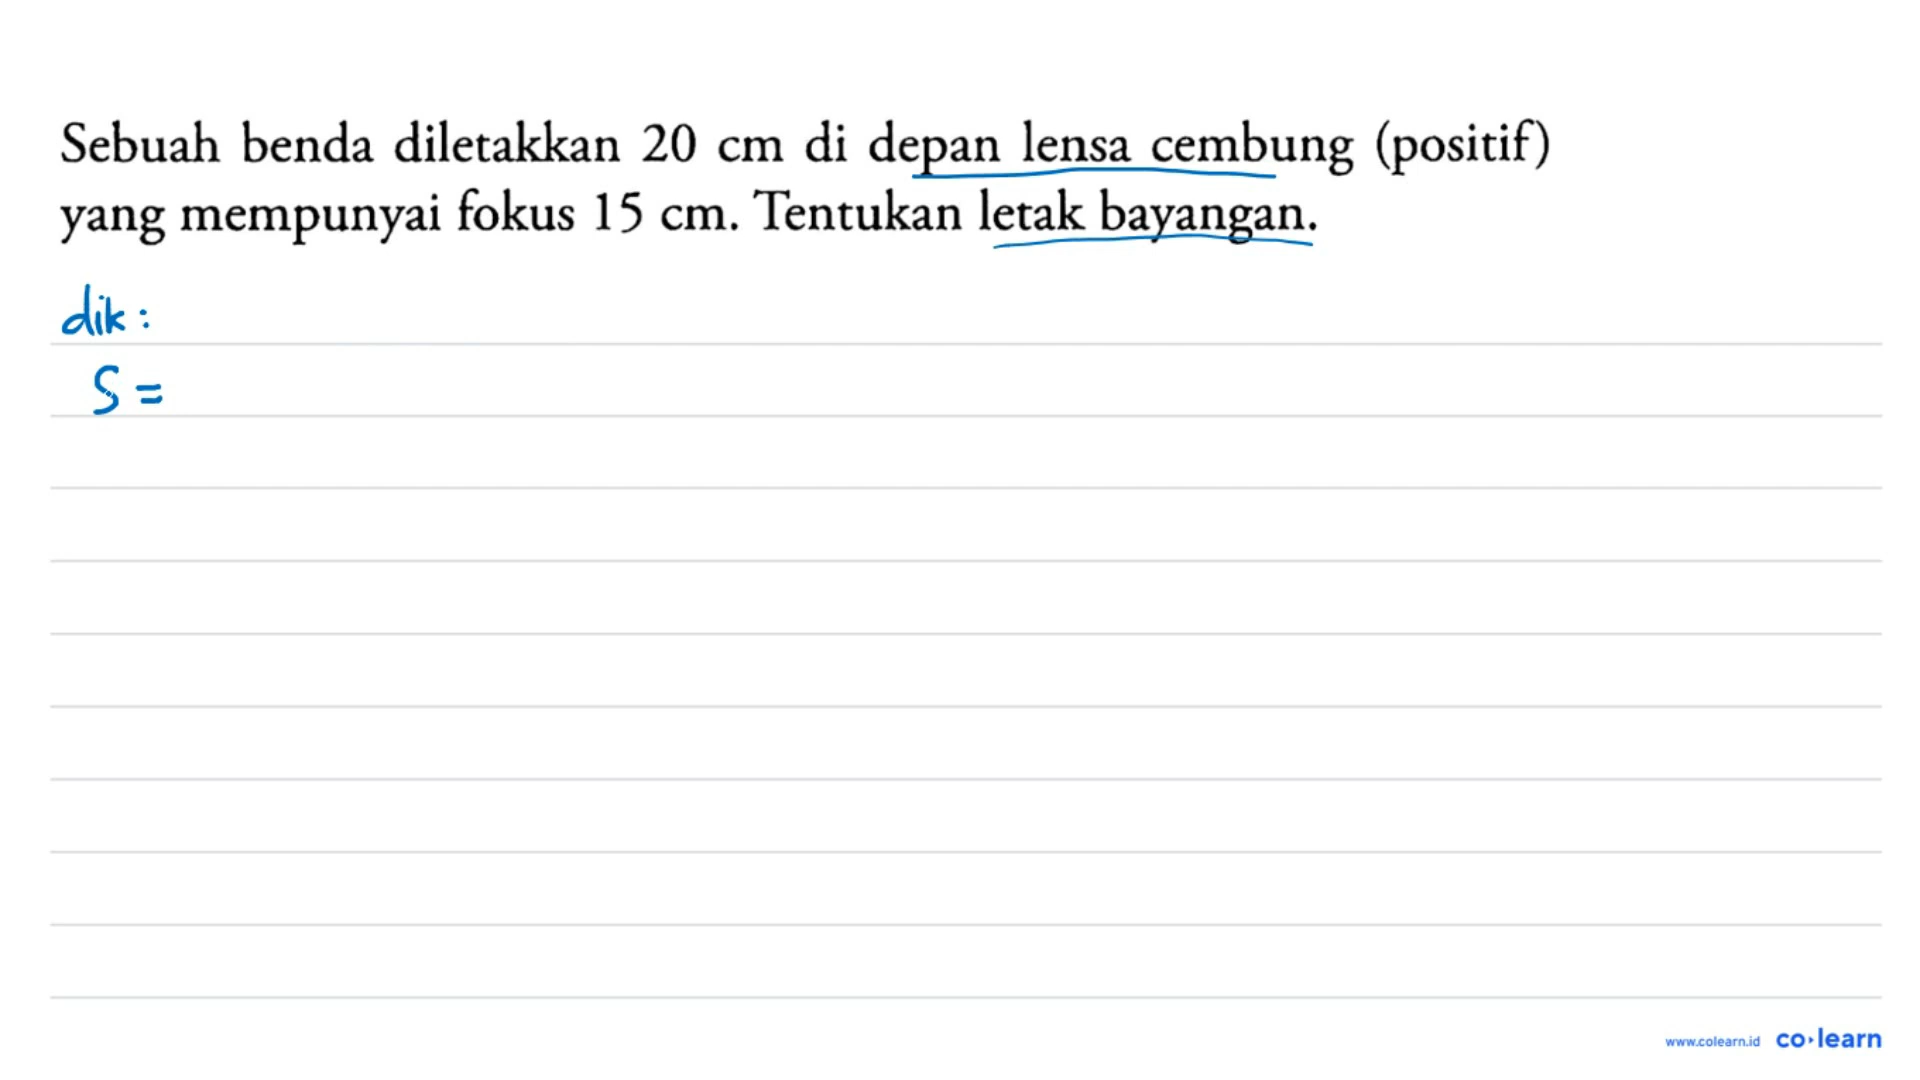 Sebuah benda diletakkan 20 cm di depan lensa cembung (positif)
yang mempunyai fokus 15 cm. Tentukan letak bayangan.
dik:
S =
www.colearn.id co·learn